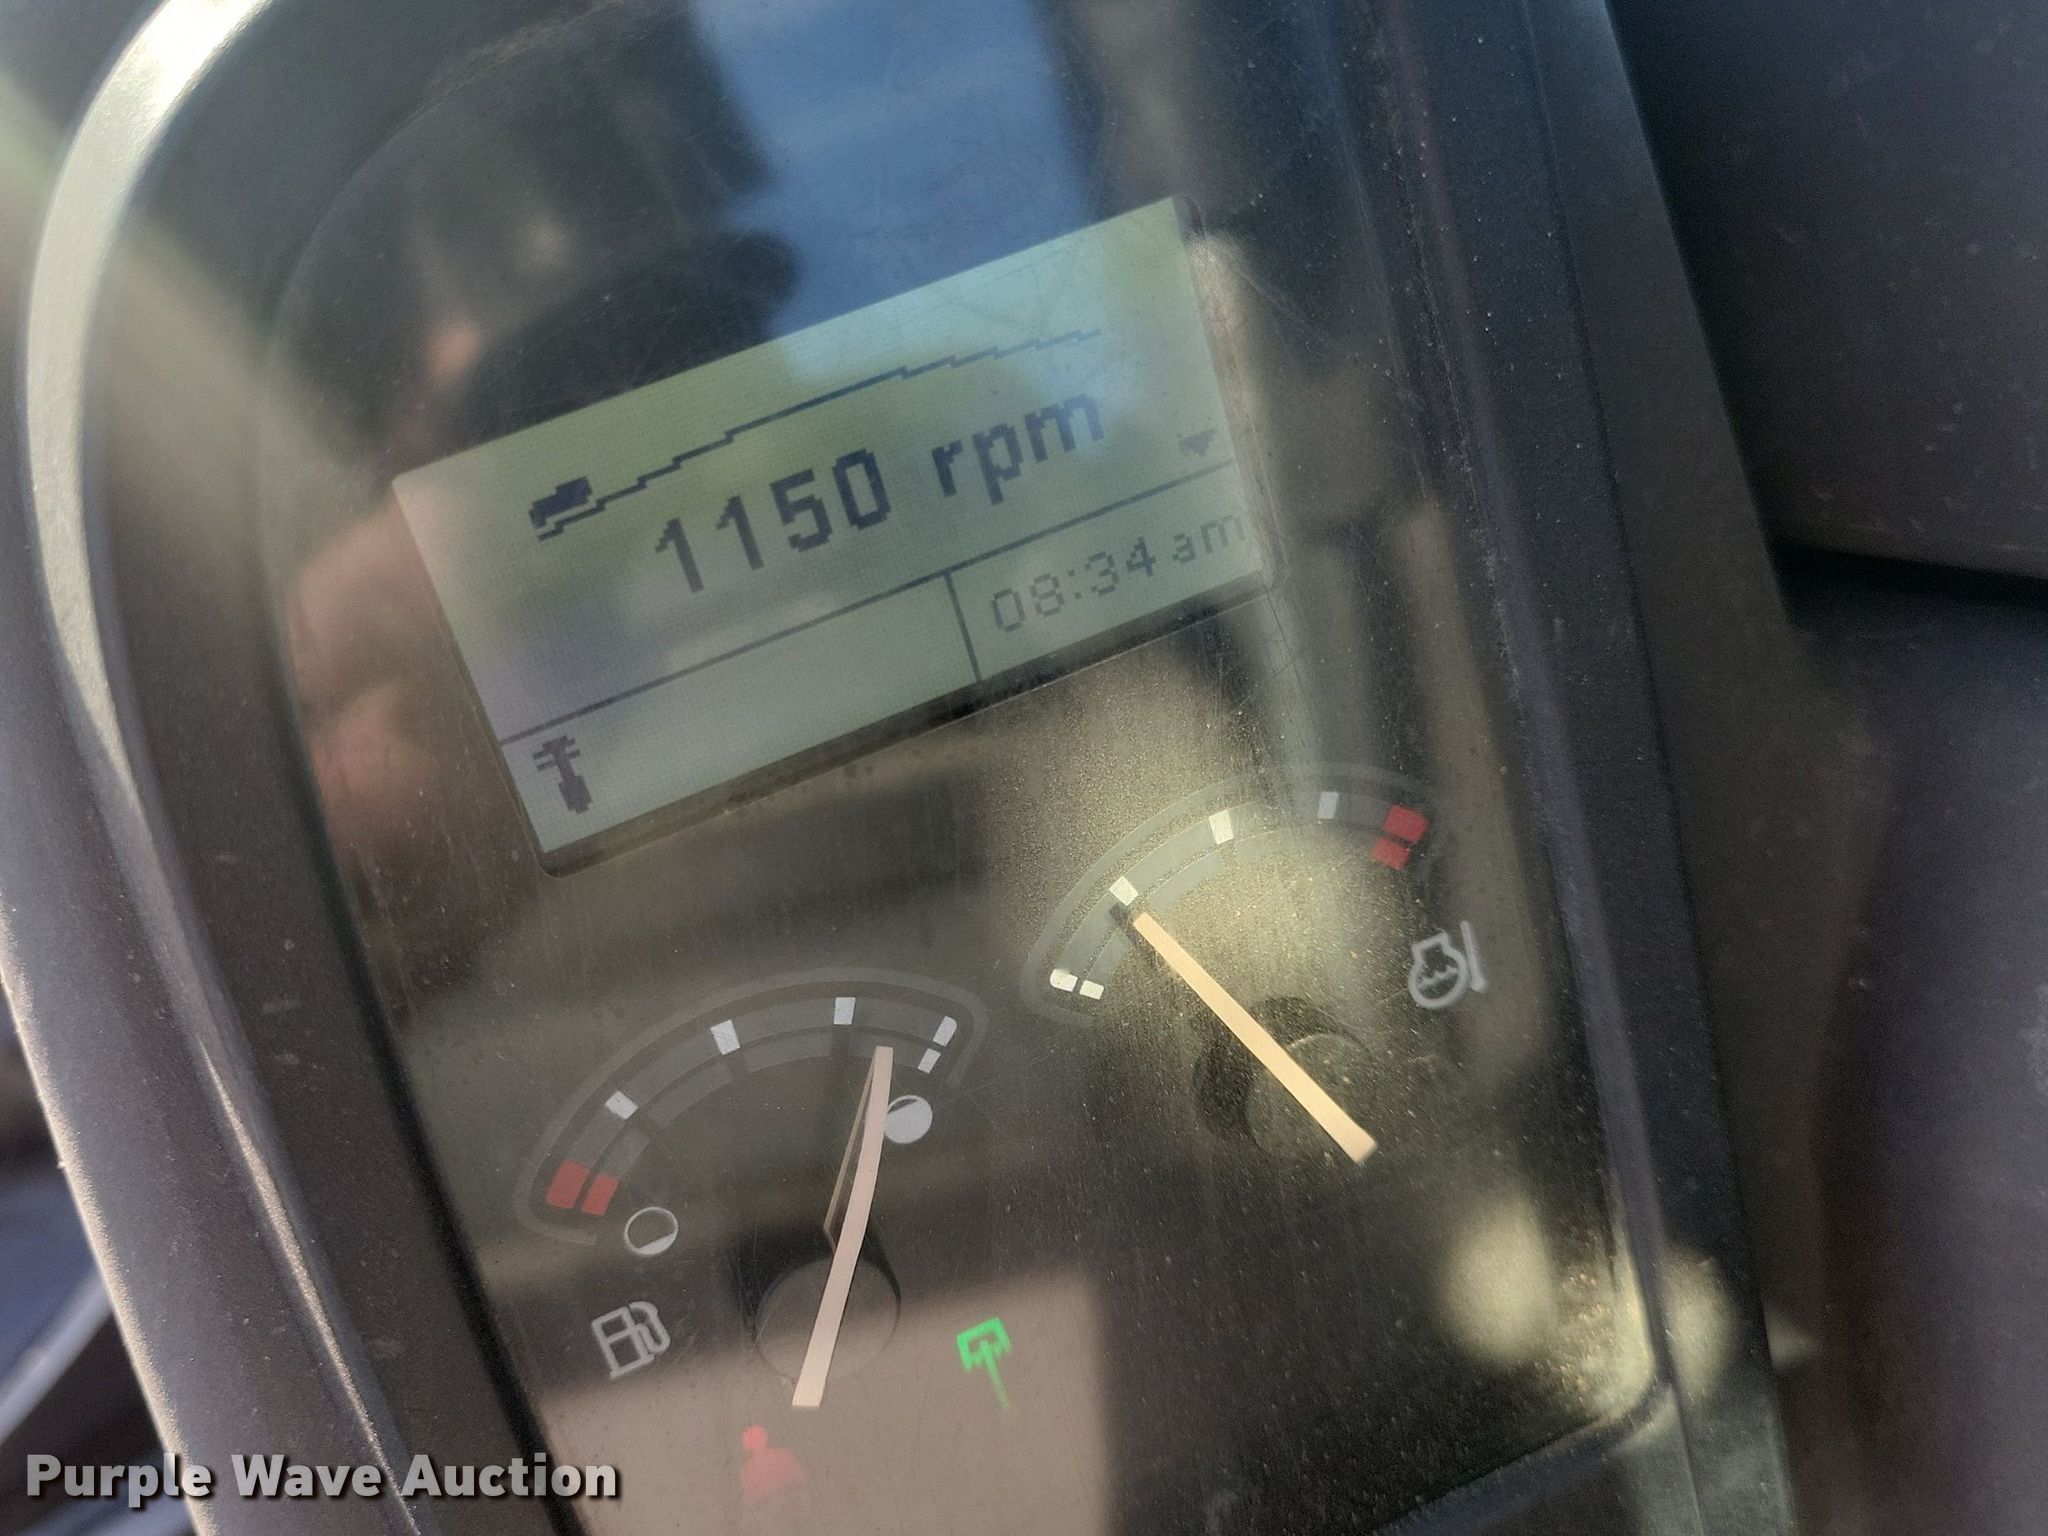 1150 rpm
08:34 am
Purple Wave Auction